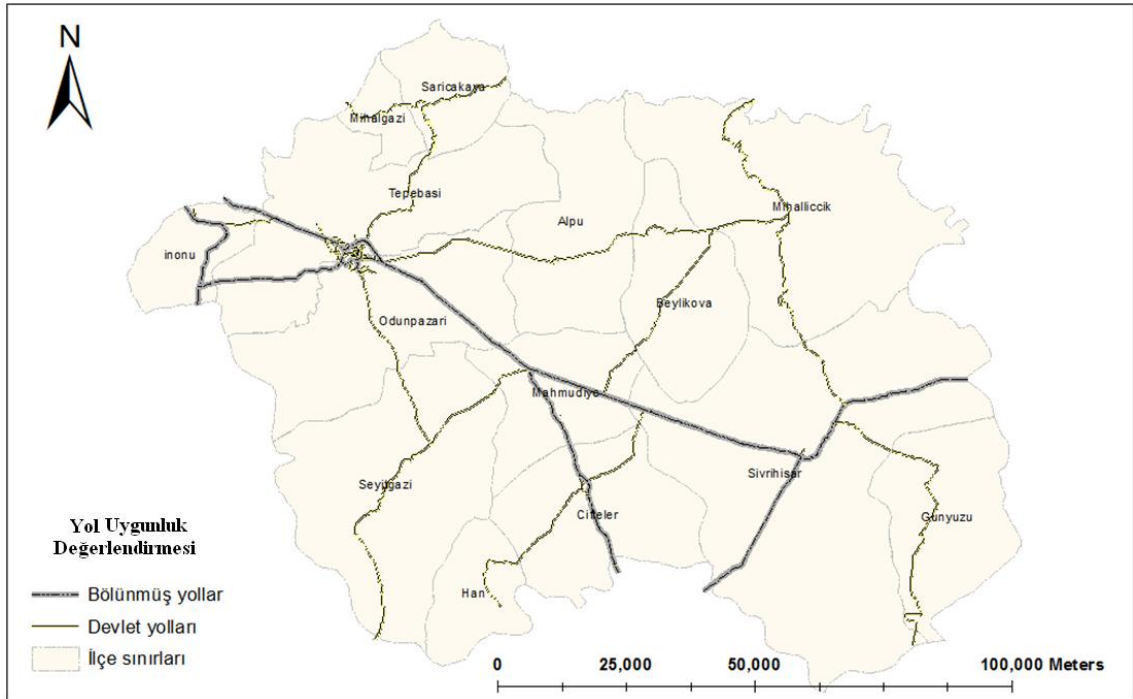 N
Saricakaya
Mihalgazi
Tepebasi
Alpu
Mihalliccik
inonu
Beylikova
Odunpazari
Mahmudiye
Sivrihisar
Seyitgazi
Cifteler
Gunyuzu
Han
Yol Uygunluk
Değerlendirmesi
Bölünmüş yollar
Devlet yolları
İlçe sınırları
0 25,000 50,000 100,000 Meters